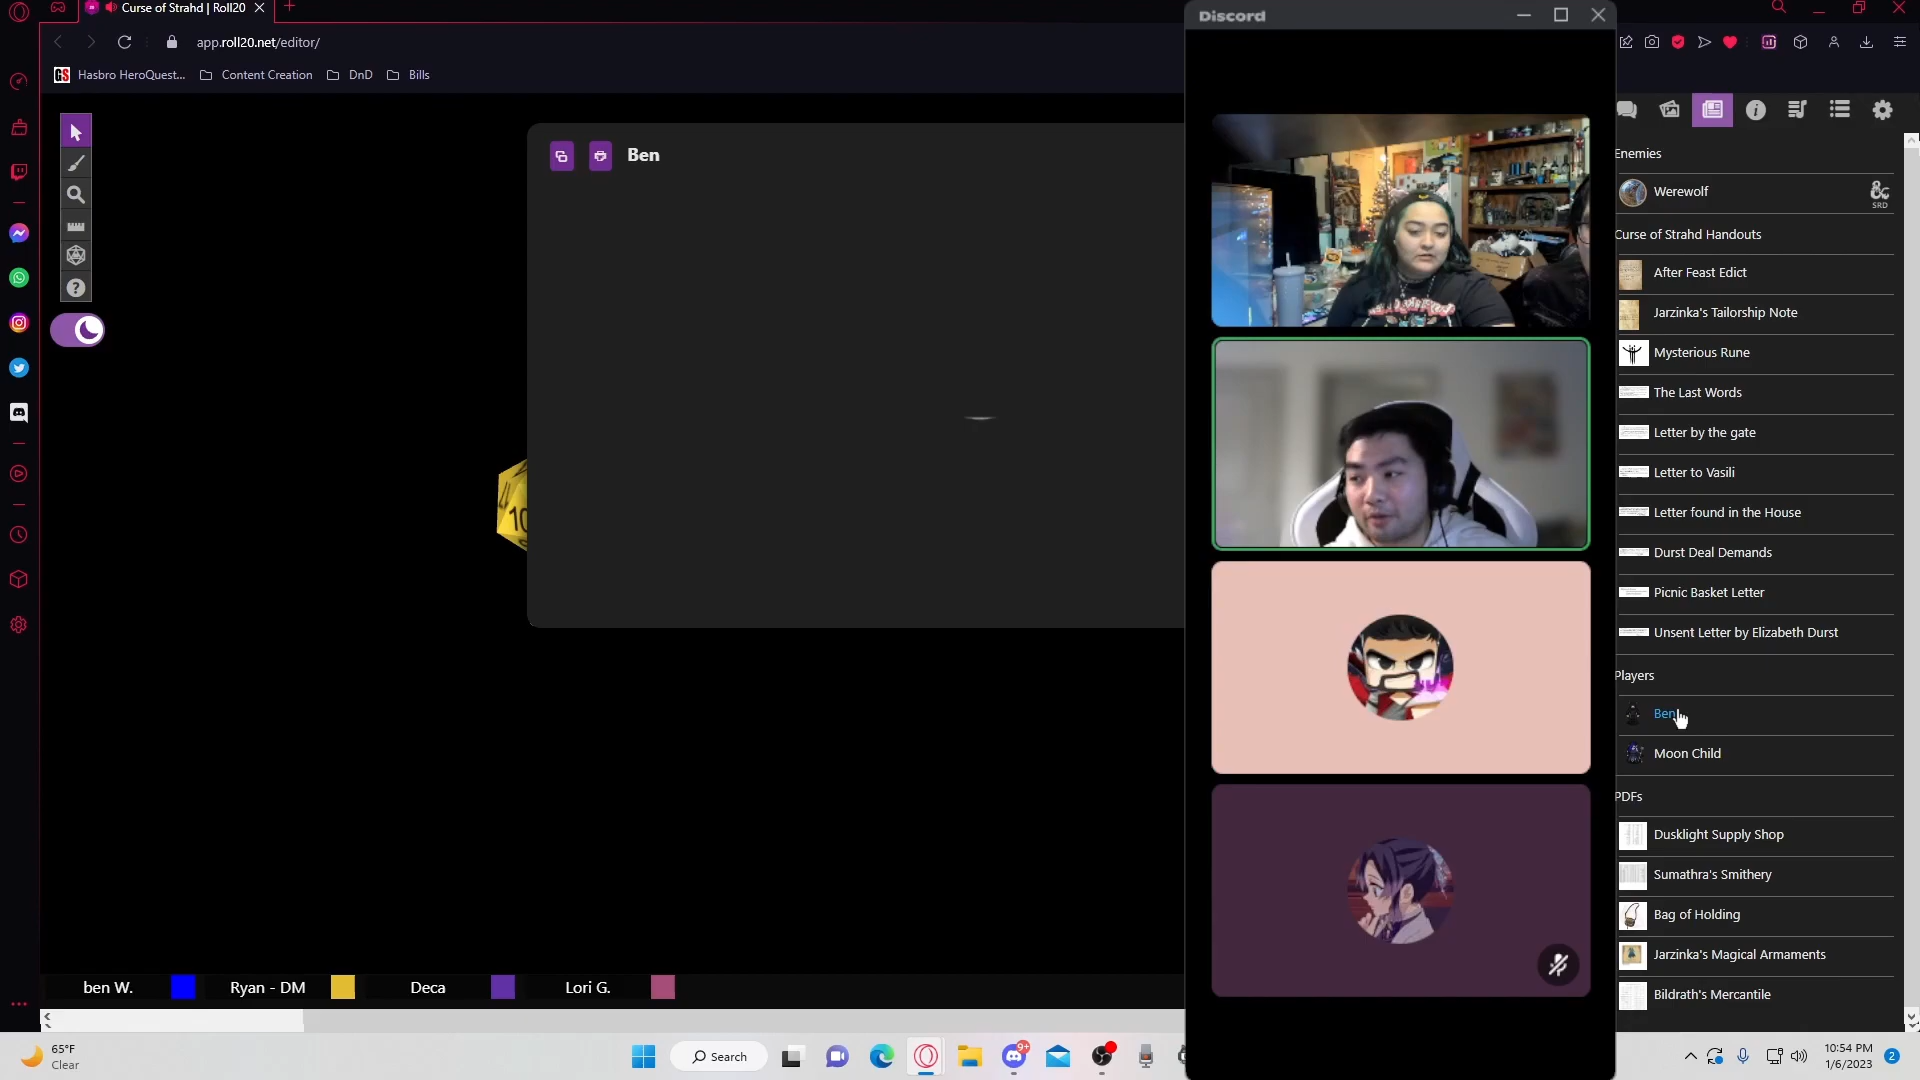 Curse of Strahd | Roll20
app.roll20.net/editor/
Hasbro HeroQuest...
Content Creation
DnD
Bills
Ben
10
Discord
Enemies
Werewolf
SRD
Curse of Strahd Handouts
After Feast Edict
Jarzinka's Tailorship Note
Mysterious Rune
The Last Words
Letter by the gate
Letter to Vasili
Letter found in the House
Durst Deal Demands
Picnic Basket Letter
Unsent Letter by Elizabeth Durst
Players
Ben
Moon Child
PDFs
Dusklight Supply Shop
Sumathra's Smithery
Bag of Holding
Jarzinka's Magical Armaments
Bildrath's Mercantile
ben W.
Ryan - DM
Deca
Lori G.
65°F
Clear
Search
9+
10:54 PM
1/6/2023
2